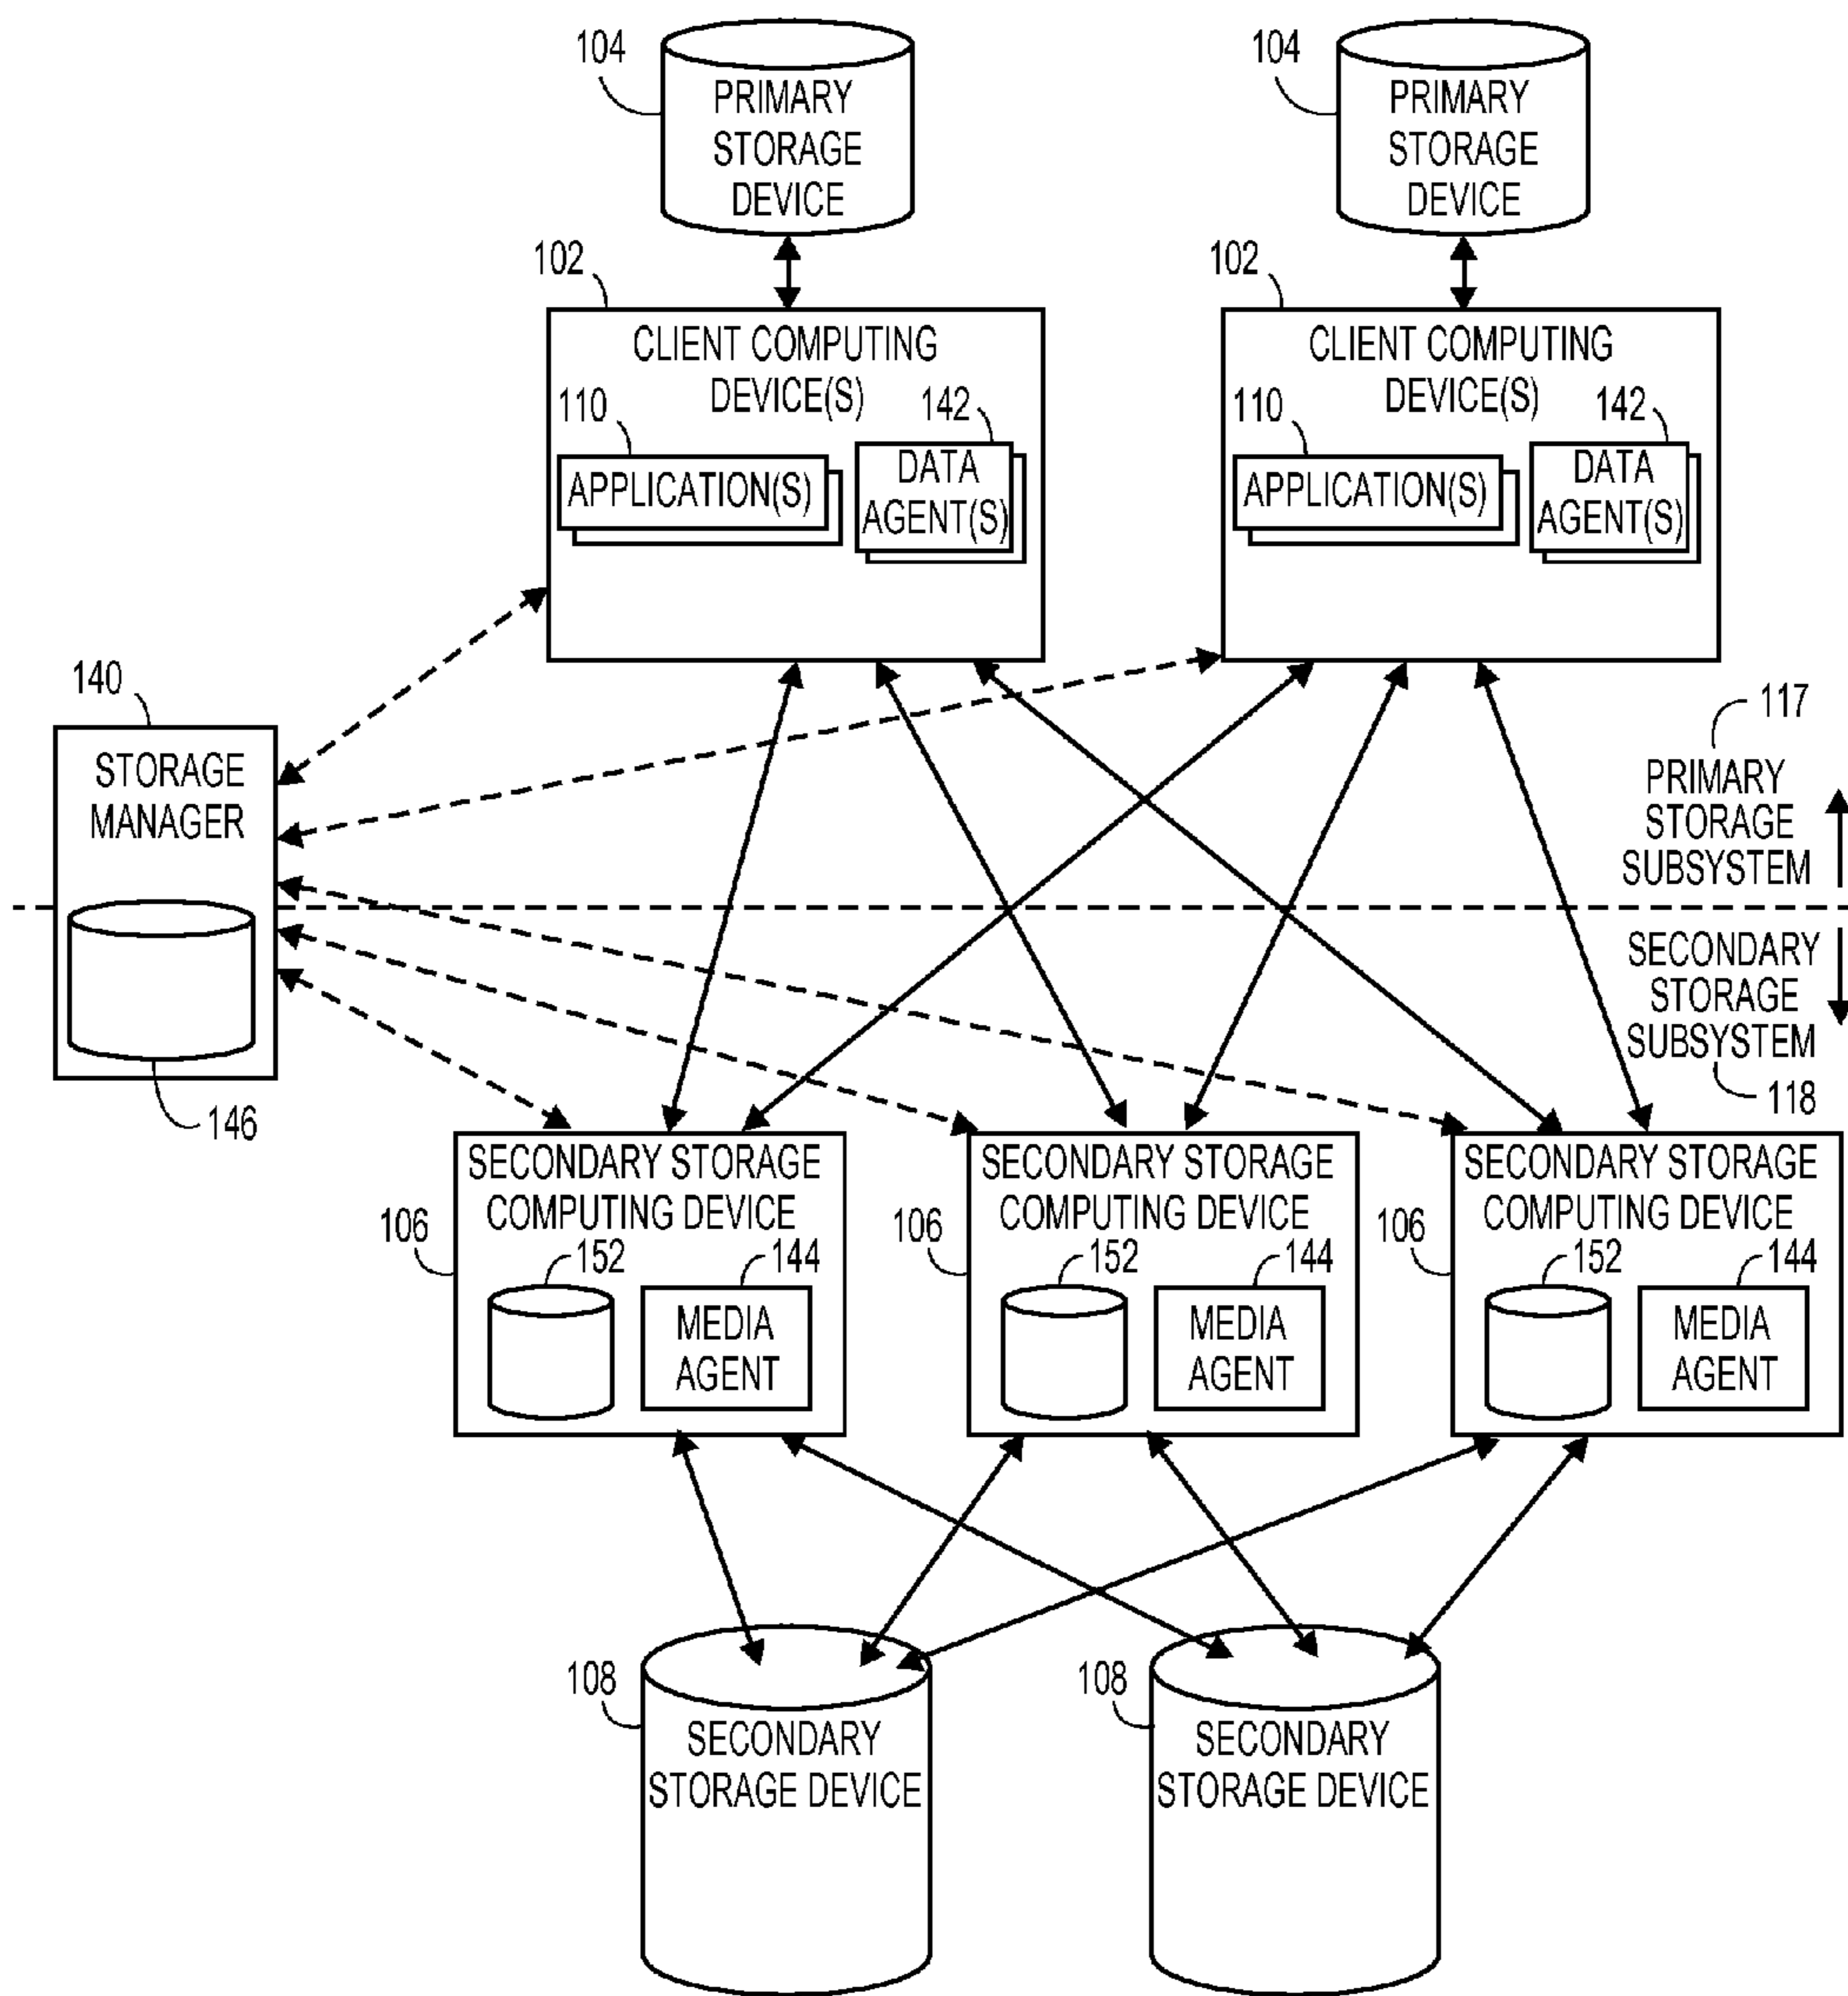 104
PRIMARY
STORAGE
DEVICE
104
PRIMARY
STORAGE
DEVICE
102
CLIENT COMPUTING
DEVICE(S)
110
142
APPLICATION(S)
DATA
AGENT(S)
102
CLIENT COMPUTING
DEVICE(S)
110
142
APPLICATION(S)
DATA
AGENT(S)
140
STORAGE
MANAGER
146
117
PRIMARY
STORAGE
SUBSYSTEM
SECONDARY
STORAGE
SUBSYSTEM
118
SECONDARY STORAGE
COMPUTING DEVICE
106
152
144
MEDIA
AGENT
SECONDARY STORAGE
COMPUTING DEVICE
106
152
144
MEDIA
AGENT
SECONDARY STORAGE
COMPUTING DEVICE
106
152
144
MEDIA
AGENT
108
SECONDARY
STORAGE DEVICE
108
SECONDARY
STORAGE DEVICE